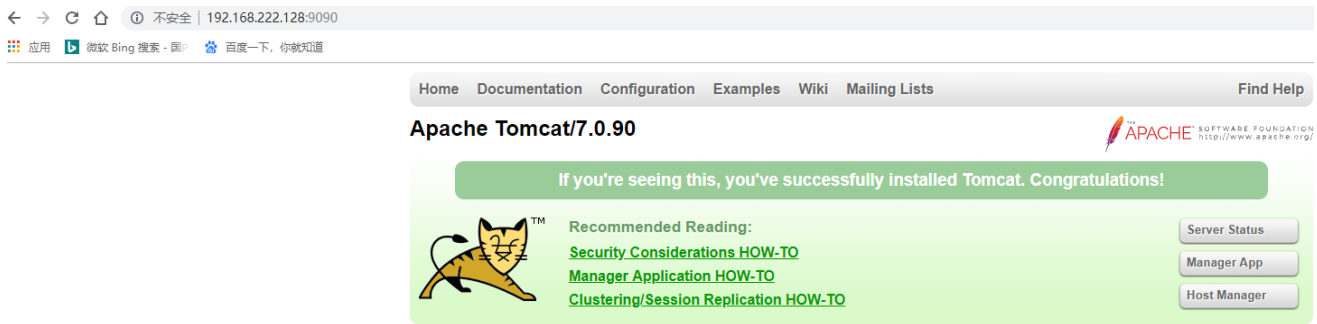 不安全 | 192.168.222.128:9090
应用 微软 Bing 搜索 - 国 百度一下，你就知道
Home Documentation Configuration Examples Wiki Mailing Lists Find Help
Apache Tomcat/7.0.90
THE APACHE SOFTWARE FOUNDATION
http://www.apache.org/
If you're seeing this, you've successfully installed Tomcat. Congratulations!
TM
Recommended Reading:
Security Considerations HOW-TO
Manager Application HOW-TO
Clustering/Session Replication HOW-TO
Server Status
Manager App
Host Manager